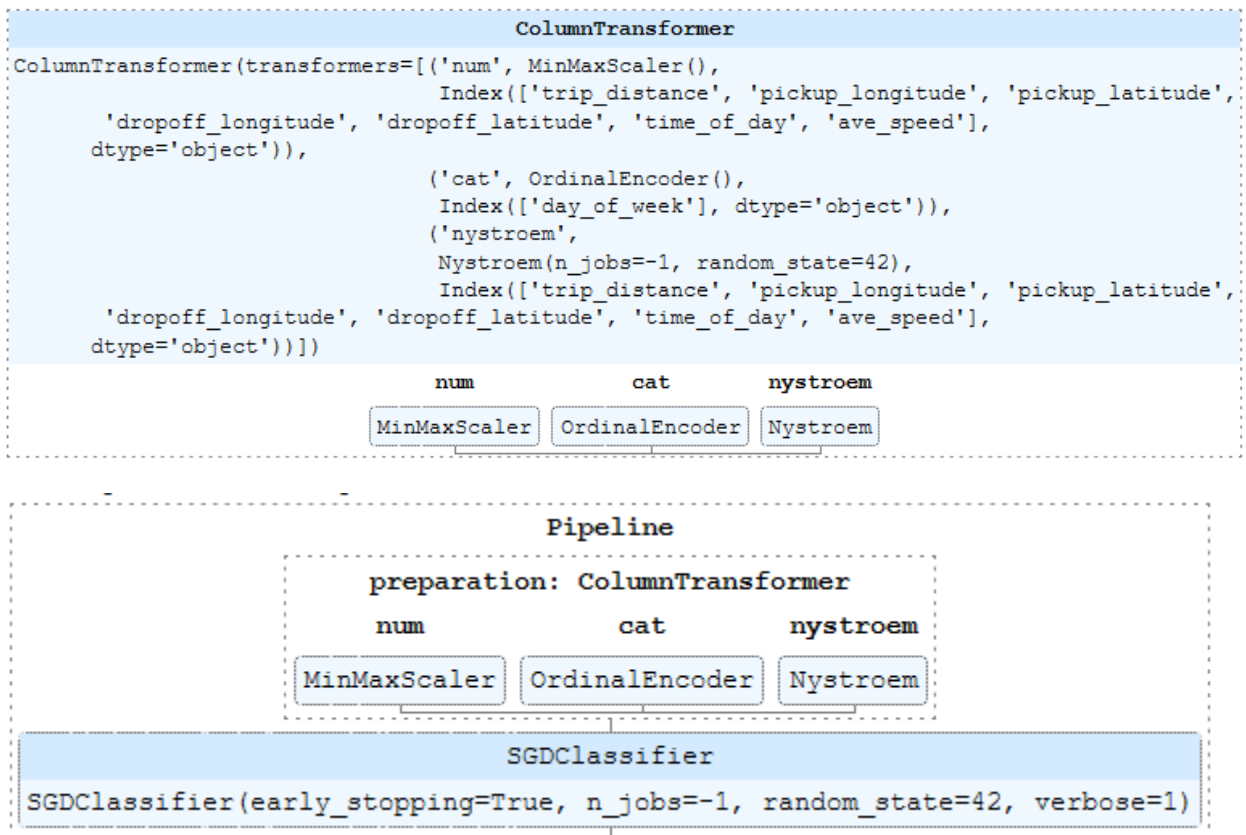 ColumnTransformer
ColumnTransformer(transformers=[('num', MinMaxScaler(),
Index(['trip_distance', 'pickup_longitude', 'pickup_latitude',
'dropoff_longitude', 'dropoff_latitude', 'time_of_day', 'ave_speed'],
dtype='object')),
('cat', OrdinalEncoder(),
Index(['day_of_week'], dtype='object')),
('nystroem',
Nystroem(n_jobs=-1, random_state=42),
Index(['trip_distance', 'pickup_longitude', 'pickup_latitude',
'dropoff_longitude', 'dropoff_latitude', 'time_of_day', 'ave_speed'],
dtype='object'))])
num cat nystroem
MinMaxScaler OrdinalEncoder Nystroem
Pipeline
preparation: ColumnTransformer
num cat nystroem
MinMaxScaler OrdinalEncoder Nystroem
SGDClassifier
SGDClassifier(early_stopping=True, n_jobs=-1, random_state=42, verbose=1)